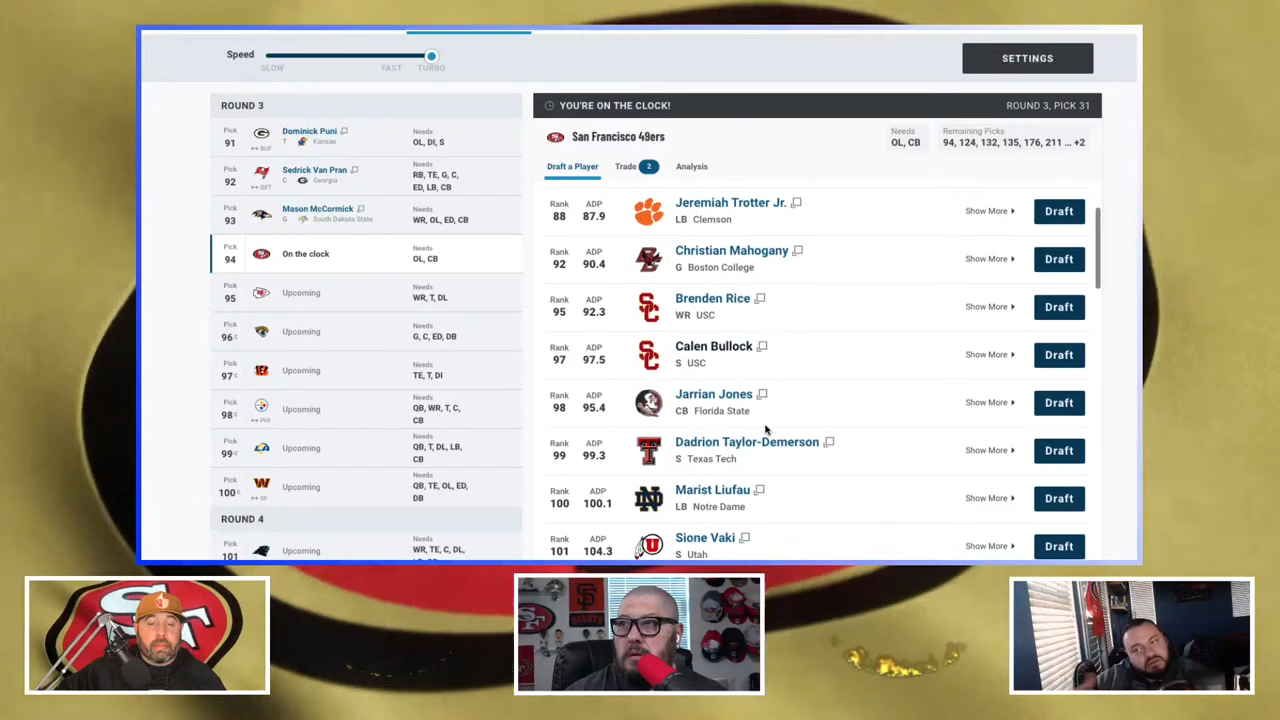 Speed
SLOW FAST TURBO
SETTINGS
ROUND 3
Pick 91
BUF
Dominick Puni
T Kansas
Needs
OL, DI, S
Pick 92
DET
Sedrick Van Pran
C Georgia
Needs
RB, TE, G, C,
ED, LB, CB
Pick 93
Mason McCormick
G South Dakota State
Needs
WR, OL, ED, CB
Pick 94
On the clock
Needs
OL, CB
Pick 95
Upcoming
Needs
WR, T, DL
Pick 96 C
Upcoming
Needs
G, C, ED, DB
Pick 97 C
Upcoming
Needs
TE, T, DI
Pick 98 C
PHI
Upcoming
Needs
QB, WR, T, C,
CB
Pick 99 C
Upcoming
Needs
QB, T, DL, LB,
CB
Pick 100 C
SF
Upcoming
Needs
QB, TE, OL, ED,
DB
ROUND 4
Pick 101
Upcoming
Needs
WR, TE, C, DL,
YOU'RE ON THE CLOCK! ROUND 3, PICK 31
San Francisco 49ers
Needs
OL, CB
Remaining Picks
94, 124, 132, 135, 176, 211 ... +2
Draft a Player Trade 2 Analysis
Rank 88
ADP 87.9
Jeremiah Trotter Jr.
LB Clemson
Show More
Draft
Rank 92
ADP 90.4
Christian Mahogany
G Boston College
Show More
Draft
Rank 95
ADP 92.3
Brenden Rice
WR USC
Show More
Draft
Rank 97
ADP 97.5
Calen Bullock
S USC
Show More
Draft
Rank 98
ADP 95.4
Jarrian Jones
CB Florida State
Show More
Draft
Rank 99
ADP 99.3
Dadrion Taylor-Demerson
S Texas Tech
Show More
Draft
Rank 100
ADP 100.1
Marist Liufau
LB Notre Dame
Show More
Draft
Rank 101
ADP 104.3
Sione Vaki
S Utah
Show More
Draft